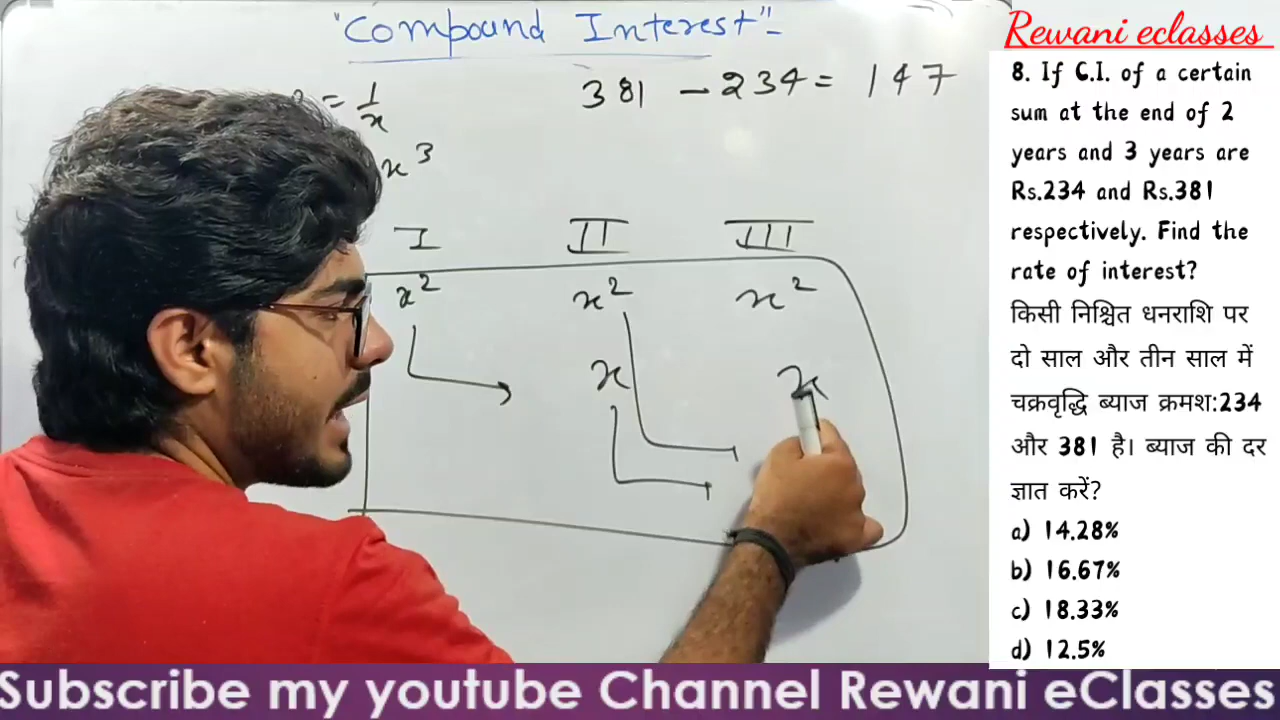 "Compound Interest"-
= 1/x
381 - 234 = 147
x³
I II III
x² x² x²
x x
Rewani eclasses
8. If C.I. of a certain
sum at the end of 2
years and 3 years are
Rs.234 and Rs.381
respectively. Find the
rate of interest?
किसी निश्चित धनराशि पर
दो साल और तीन साल में
चक्रवृद्धि ब्याज क्रमश:234
और 381 है। ब्याज की दर
ज्ञात करें?
a) 14.28%
b) 16.67%
c) 18.33%
d) 12.5%
Subscribe my youtube Channel Rewani eClasses